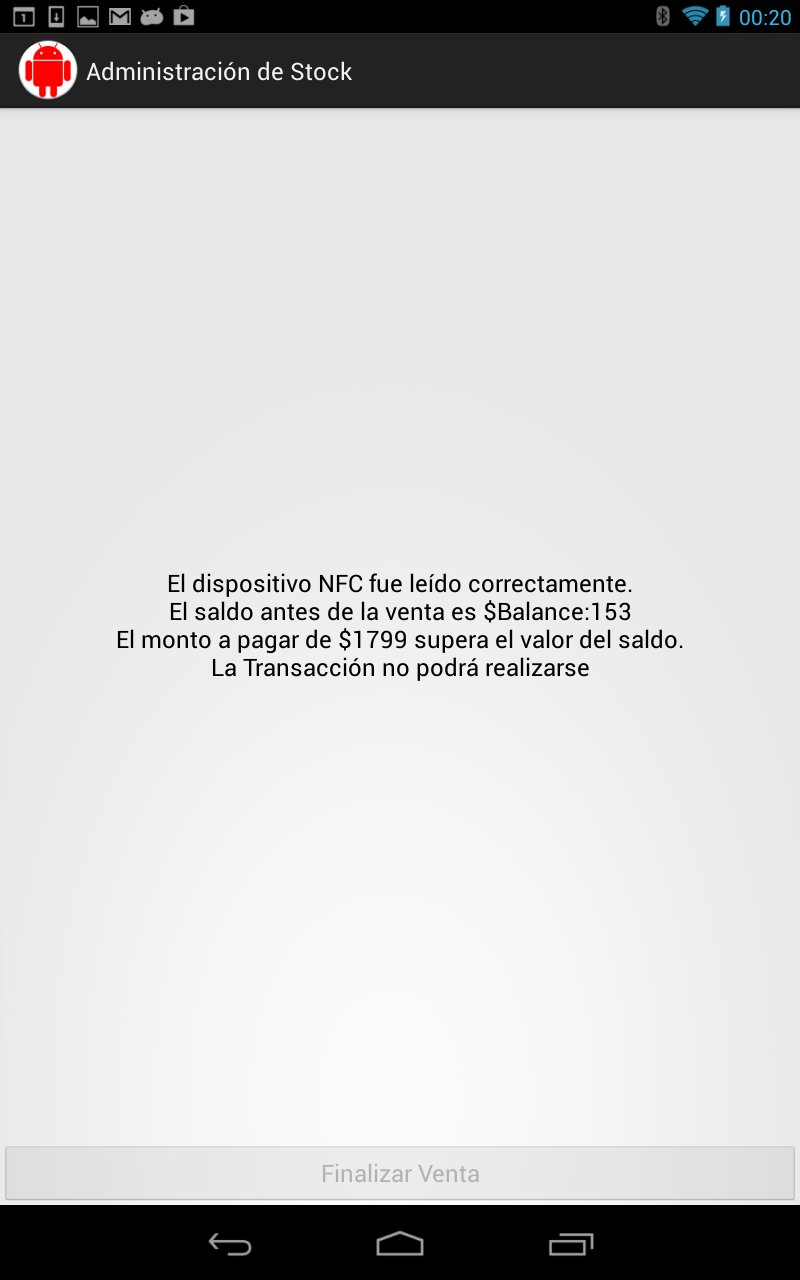 1
00:20
Administración de Stock
El dispositivo NFC fue leído correctamente.
El saldo antes de la venta es $Balance:153
El monto a pagar de $1799 supera el valor del saldo.
La Transacción no podrá realizarse
Finalizar Venta